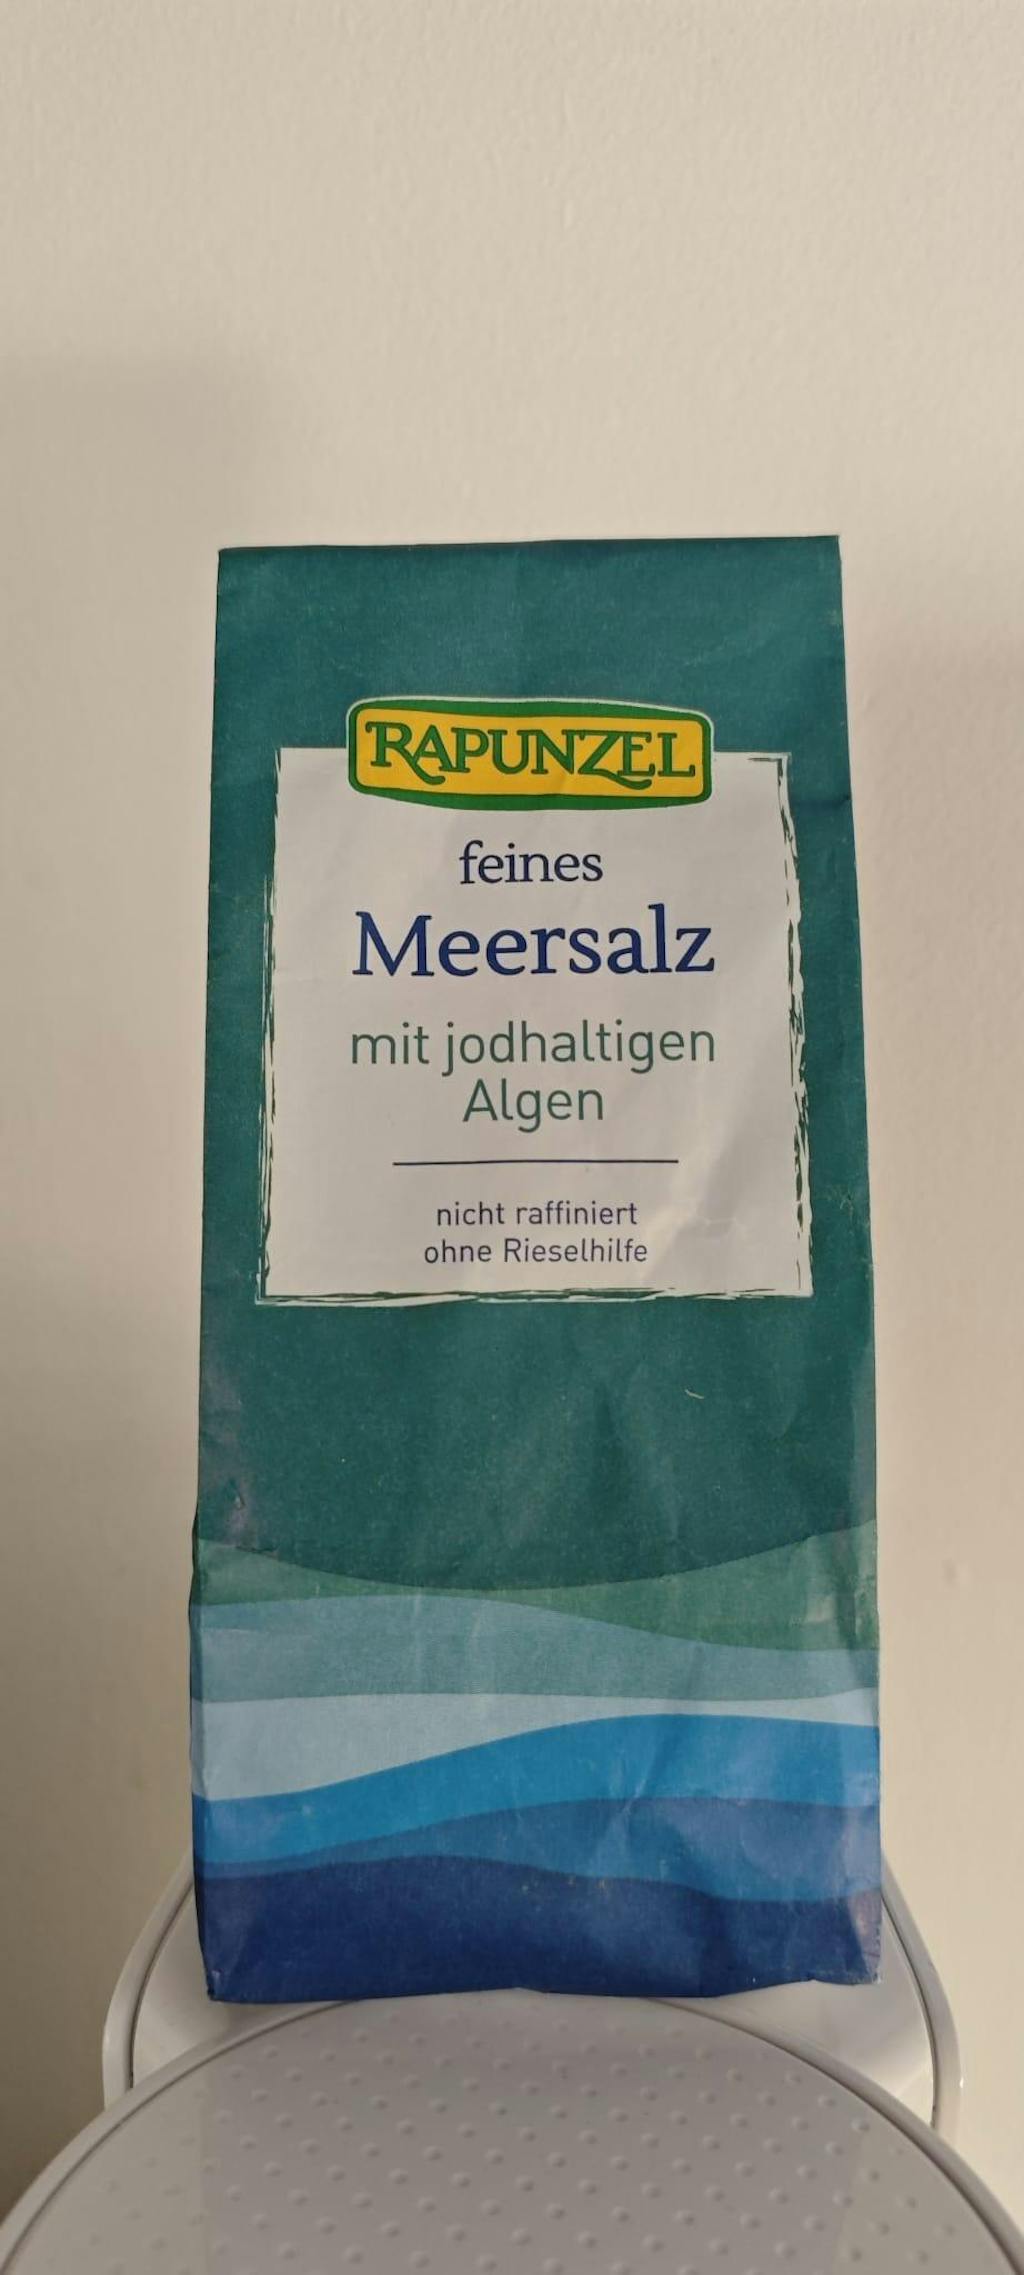 RAPUNZEL
feines
Meersalz
mit jodhaltigen
Algen
nicht raffiniert
ohne Rieselhilfe